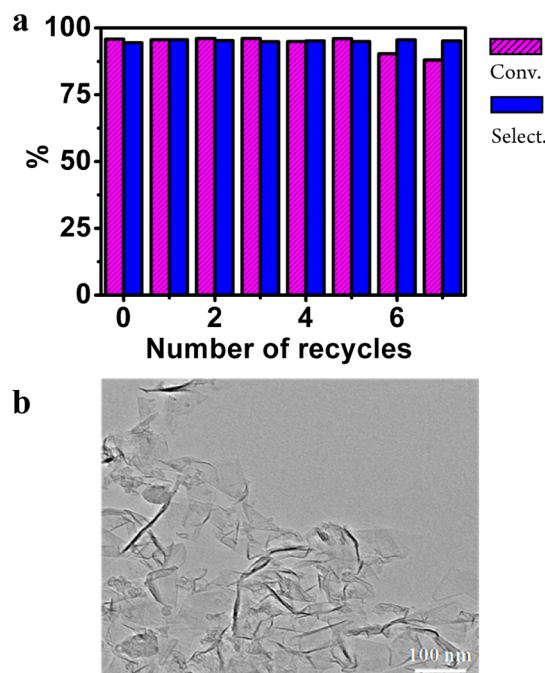 a
100
75
50
25
0
%
0 2 4 6
Number of recycles
Conv.
Select.
b
100 nm